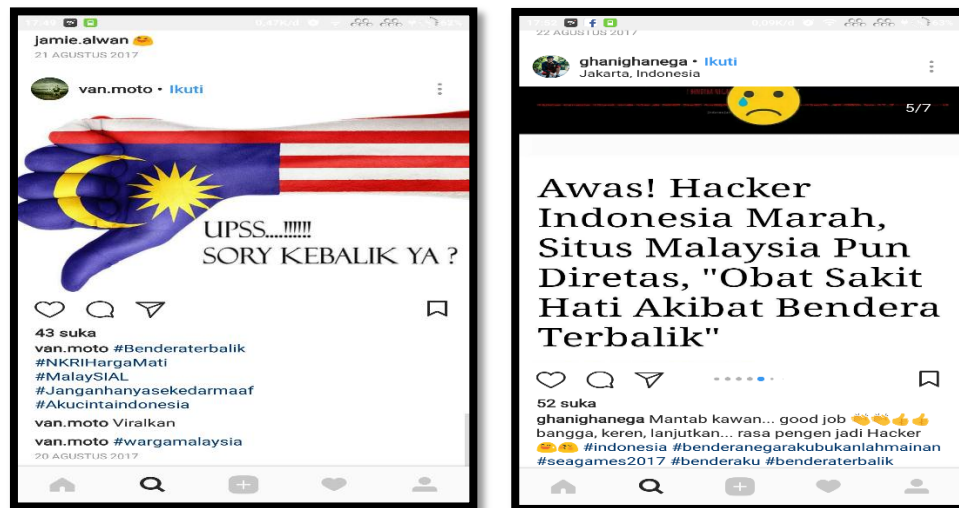 jamie.alwan
21 AGUSTUS 2017
van.moto • Ikuti
UPSS....!!!!!!
SORY KEBALIK YA ?
43 suka
van.moto #Benderaterbalik
#NKRIHargaMati
#MalaySIAL
#Janganhanyasekedarmaaf
#Akucintaindonesia
van.moto Viralkan
van.moto #wargamalaysia
20 AGUSTUS 2017
22 AGUSTUS 2017
ghanighanega • Ikuti
Jakarta, Indonesia
5/7
Awas! Hacker
Indonesia Marah,
Situs Malaysia Pun
Diretas, "Obat Sakit
Hati Akibat Bendera
Terbalik"
52 suka
ghanighanega Mantab kawan... good job
bangga, keren, lanjutkan... rasa pengen jadi Hacker
#indonesia #benderanegarakubukanlahmainan
#seagames2017 #benderaku #benderaterbalik